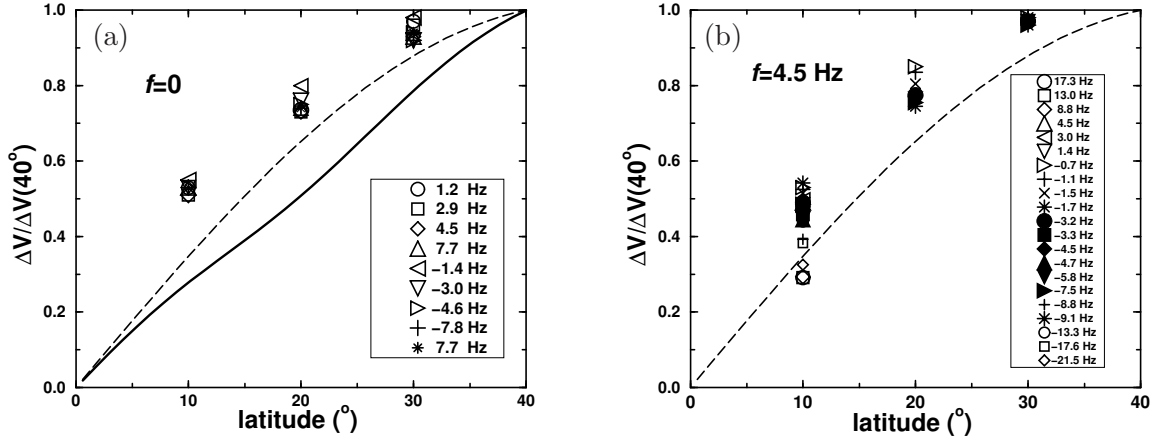 (a)
f=0
1.0
0.8
0.6
0.4
0.2
0.0
ΔV/ΔV(40°)
0
10
20
30
40
latitude (°)
1.2 Hz
2.9 Hz
4.5 Hz
7.7 Hz
−1.4 Hz
−3.0 Hz
−4.6 Hz
−7.8 Hz
7.7 Hz
(b)
f=4.5 Hz
1.0
0.8
0.6
0.4
0.2
0.0
ΔV/ΔV(40°)
0
10
20
30
40
latitude (°)
17.3 Hz
13.0 Hz
8.8 Hz
4.5 Hz
3.0 Hz
1.4 Hz
−0.7 Hz
−1.1 Hz
−1.5 Hz
−1.7 Hz
−3.2 Hz
−3.3 Hz
−4.5 Hz
−4.7 Hz
−5.8 Hz
−7.5 Hz
−8.8 Hz
−9.1 Hz
−13.3 Hz
−17.6 Hz
−21.5 Hz